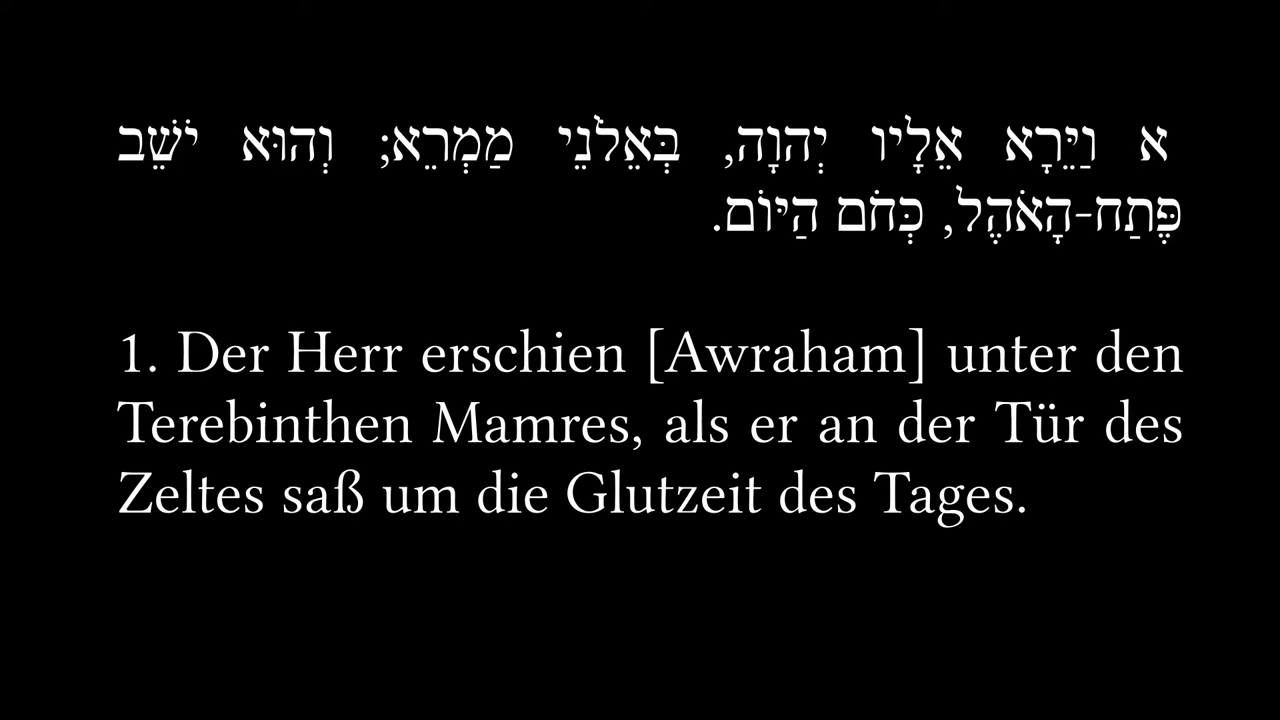 א וַיֵּרָא אֵלָיו יְהוָה, בְּאֵלֹנֵי מַמְרֵא; וְהוּא יֹשֵׁב
פֶּתַח-הָאֹהֶל, כְּחֹם הַיּוֹם.
1. Der Herr erschien [Awraham] unter den
Terebinthen Mamres, als er an der Tür des
Zeltes saß um die Glutzeit des Tages.